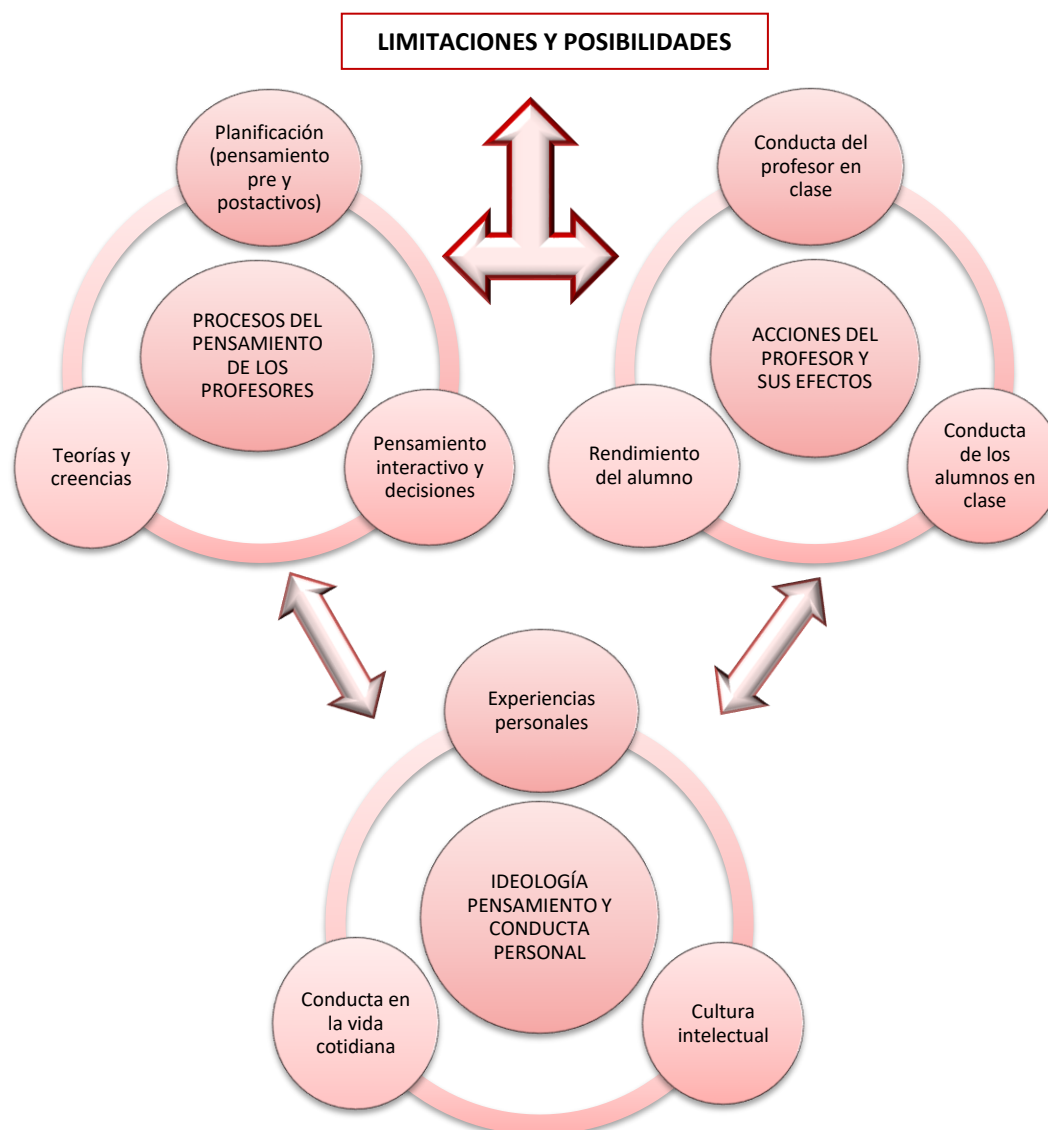 LIMITACIONES Y POSIBILIDADES
Planificación
(pensamiento
pre y
postactivos)
PROCESOS DEL
PENSAMIENTO
DE LOS
PROFESORES
Teorías y
creencias
Pensamiento
interactivo y
decisiones
Conducta del
profesor en
clase
ACCIONES DEL
PROFESOR Y
SUS EFECTOS
Rendimiento
del alumno
Conducta
de los
alumnos en
clase
Experiencias
personales
IDEOLOGÍA
PENSAMIENTO Y
CONDUCTA
PERSONAL
Conducta en
la vida
cotidiana
Cultura
intelectual